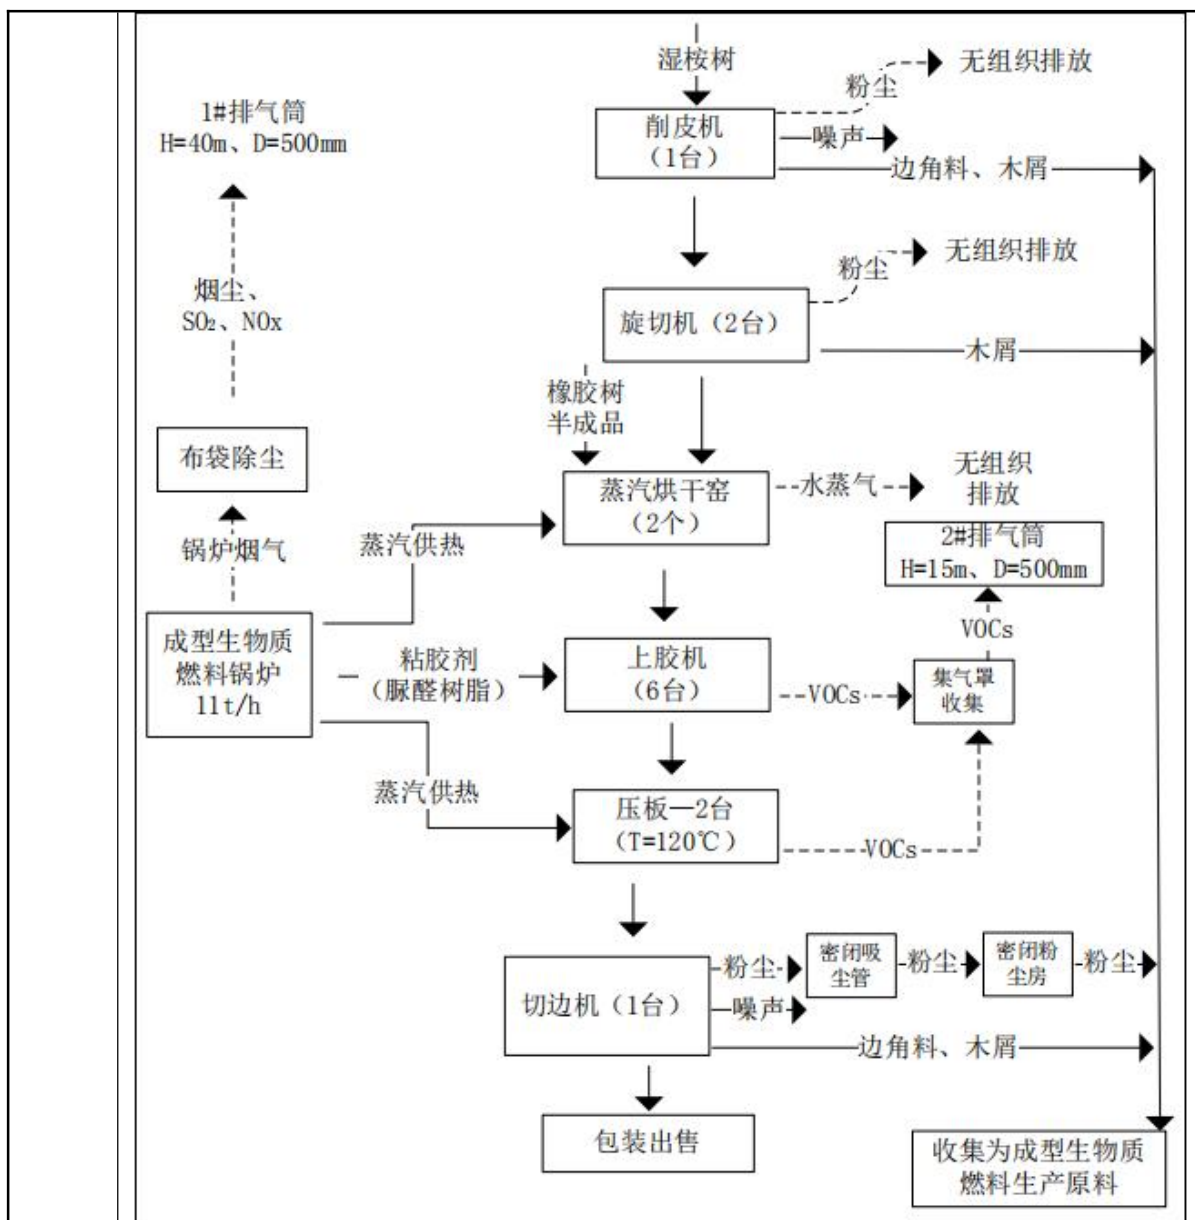 湿桉树
粉尘
无组织排放
1#排气筒
H=40m、D=500mm
削皮机
（1台）
噪声
边角料、木屑
粉尘
无组织排放
烟尘、
SO₂、NOx
旋切机（2台）
木屑
橡胶树
半成品
布袋除尘
蒸汽烘干窑
（2个）
水蒸气
无组织
排放
锅炉烟气
蒸汽供热
2#排气筒
H=15m、D=500mm
VOCs
成型生物质
燃料锅炉
11t/h
粘胶剂
（脲醛树脂）
上胶机
（6台）
VOCs
集气罩
收集
蒸汽供热
压板—2台
（T=120℃）
VOCs
切边机（1台）
粉尘
密闭吸
尘管
粉尘
密闭粉
尘房
粉尘
噪声
边角料、木屑
包装出售
收集为成型生物质
燃料生产原料